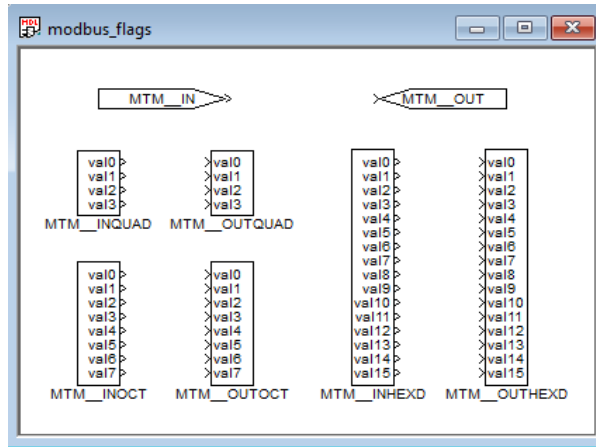 MDL
modbus_flags
MTM__IN
MTM__OUT
val0
val1
val2
val3
MTM__INQUAD
val0
val1
val2
val3
MTM__OUTQUAD
val0
val1
val2
val3
val4
val5
val6
val7
MTM__INOCT
val0
val1
val2
val3
val4
val5
val6
val7
MTM__OUTOCT
val0
val1
val2
val3
val4
val5
val6
val7
val8
val9
val10
val11
val12
val13
val14
val15
MTM__INHEXD
val0
val1
val2
val3
val4
val5
val6
val7
val8
val9
val10
val11
val12
val13
val14
val15
MTM__OUTHEXD